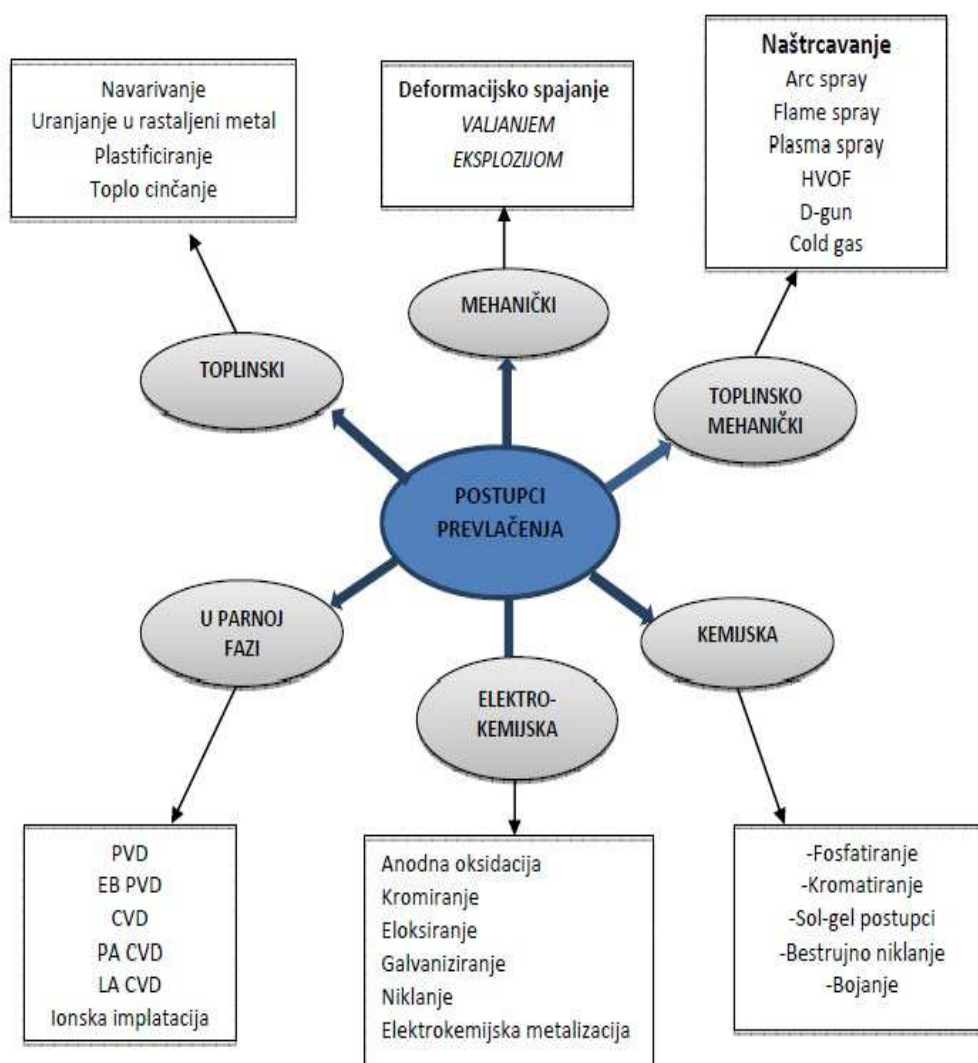 Navarivanje
Uranjanje u rastaljeni metal
Plastificiranje
Toplo cinčanje
Deformacijsko spajanje
VALJANJEM
EKSPLOZIJOM
Naštrcavanje
Arc spray
Flame spray
Plasma spray
HVOF
D-gun
Cold gas
TOPLINSKI
MEHANIČKI
TOPLINSKO
MEHANIČKI
POSTUPCI
PREVLAČENJA
U PARNOJ
FAZI
ELEKTRO-
KEMIJSKA
KEMIJSKA
PVD
EB PVD
CVD
PA CVD
LA CVD
Ionska implatacija
Anodna oksidacija
Kromiranje
Eloksiranje
Galvaniziranje
Niklanje
Elektrokemijska metalizacija
-Fosfatiranje
-Kromatiranje
-Sol-gel postupci
-Bestrujno niklanje
-Bojanje